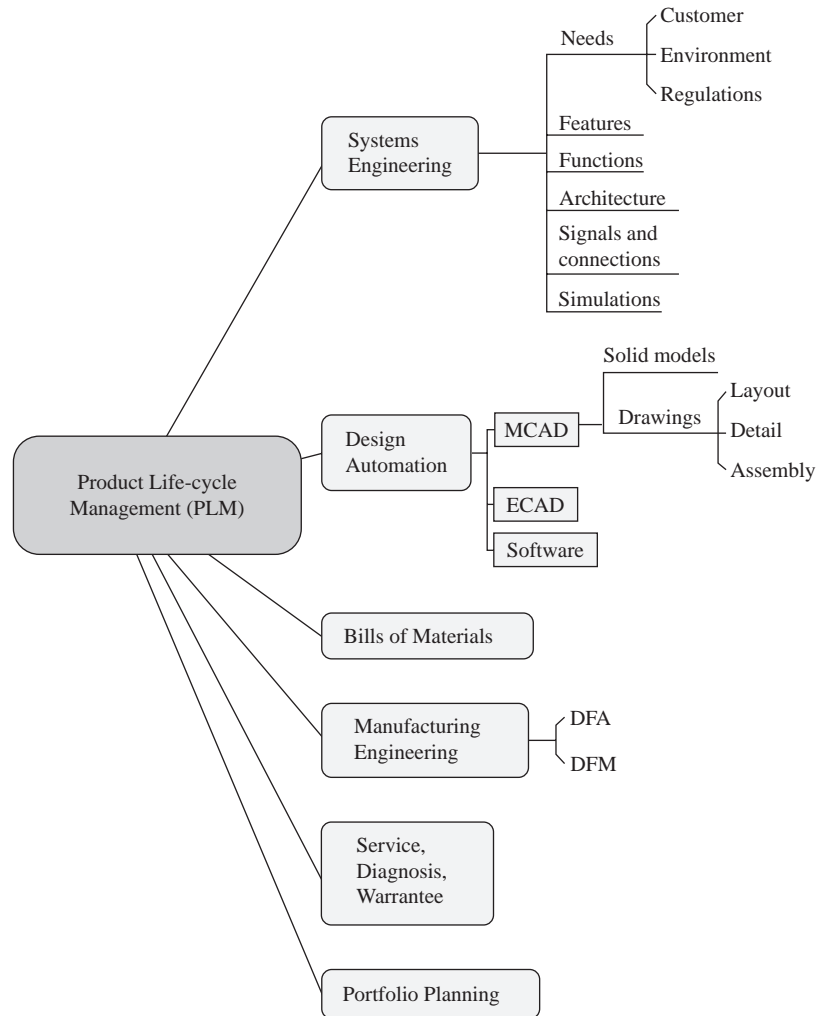 Customer
Needs
Environment
Regulations
Systems
Engineering
Features
Functions
Architecture
Signals and
connections
Simulations
Solid models
Layout
Design
Automation
MCAD
Drawings
Detail
Assembly
Product Life-cycle
Management (PLM)
ECAD
Software
Bills of Materials
Manufacturing
Engineering
DFA
DFM
Service,
Diagnosis,
Warrantee
Portfolio Planning